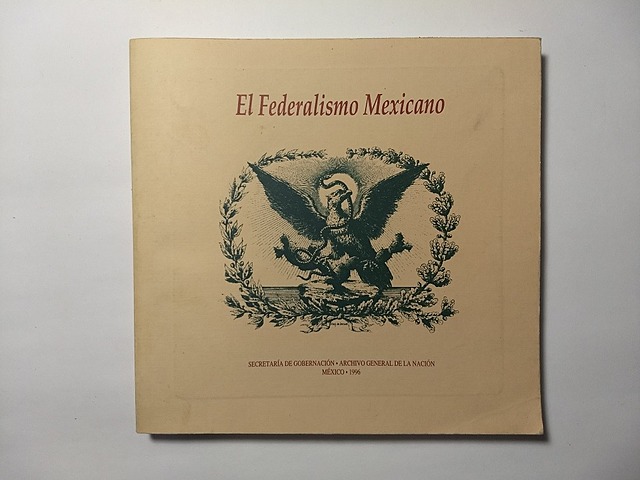 El Federalismo Mexicano
SECRETARÍA DE GOBERNACIÓN • ARCHIVO GENERAL DE LA NACIÓN
MÉXICO • 1996